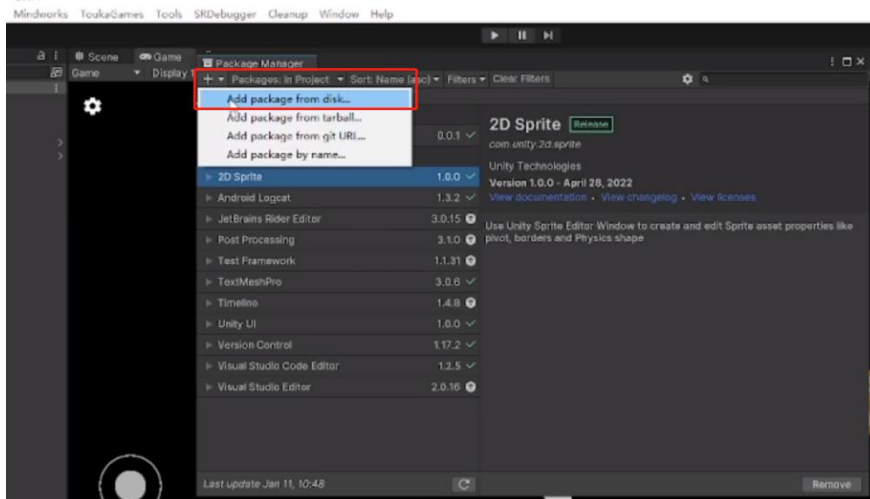 Mindworks ToukaGames Tools SRDebugger Cleanup Window Help
Scene Game
Package Manager
Game Display 1
+ Packages: In Project Sort: Name (asc) Filters Clear Filters
Add package from disk...
Add package from tarball...
Add package from git URL...
Add package by name...
0.0.1
2D Sprite 1.0.0
Android Logcat 1.3.2
JetBrains Rider Editor 3.0.15
Post Processing 3.1.0
Test Framework 1.1.31
TextMeshPro 3.0.6
Timeline 1.4.8
Unity UI 1.0.0
Version Control 1.17.2
Visual Studio Code Editor 1.2.5
Visual Studio Editor 2.0.16
Last update Jan 11, 10:48
2D Sprite Release
com.unity.2d.sprite
Unity Technologies
Version 1.0.0 - April 28, 2022
View documentation • View changelog • View licenses
Use Unity Sprite Editor Window to create and edit Sprite asset properties like
pivot, borders and Physics shape
Remove